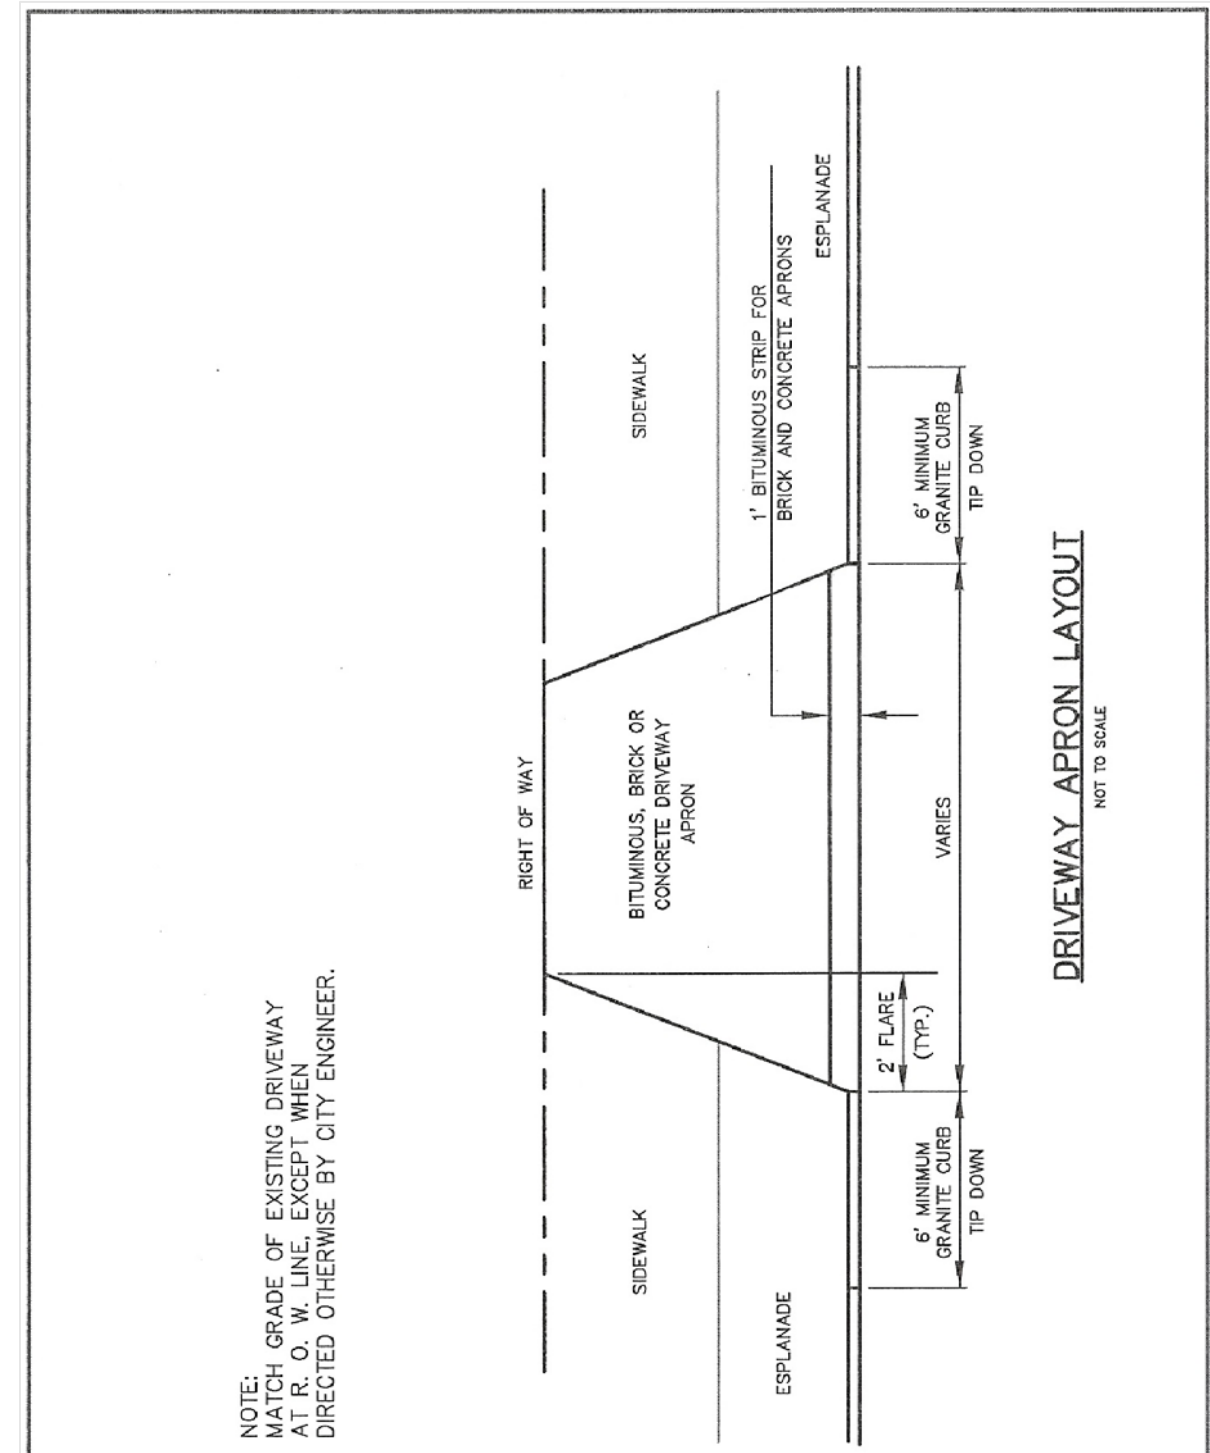 NOTE:
MATCH GRADE OF EXISTING DRIVEWAY
AT R. O. W. LINE, EXCEPT WHEN
DIRECTED OTHERWISE BY CITY ENGINEER.
RIGHT OF WAY
SIDEWALK
BITUMINOUS, BRICK OR
CONCRETE DRIVEWAY
APRON
SIDEWALK
ESPLANADE
1' BITUMINOUS STRIP FOR
BRICK AND CONCRETE APRONS
ESPLANADE
2' FLARE
(TYP.)
6' MINIMUM
GRANITE CURB
TIP DOWN
VARIES
6' MINIMUM
GRANITE CURB
TIP DOWN
DRIVEWAY APRON LAYOUT
NOT TO SCALE